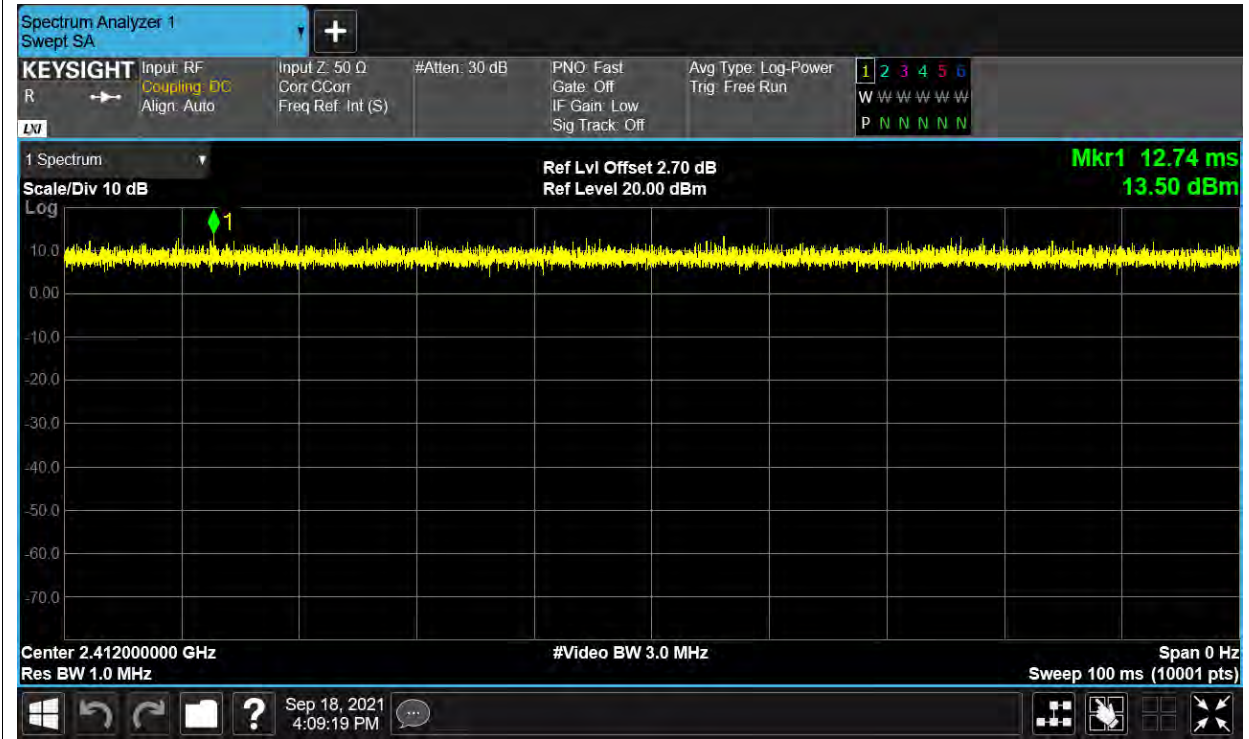 Spectrum Analyzer 1
Swept SA
+
KEYSIGHT Input: RF Input Z: 50 Ω #Atten: 30 dB PNO: Fast Avg Type: Log-Power 1 2 3 4 5 6
R Coupling: DC Corr CCorr Gate: Off Trig: Free Run W W W W W W
Align: Auto Freq Ref: Int (S) IF Gain: Low
LXI Sig Track: Off P N N N N N
1 Spectrum Ref Lvl Offset 2.70 dB Mkr1 12.74 ms
Scale/Div 10 dB Ref Level 20.00 dBm 13.50 dBm
Log
1
10.0
0.00
-10.0
-20.0
-30.0
-40.0
-50.0
-60.0
-70.0
Center 2.412000000 GHz #Video BW 3.0 MHz Span 0 Hz
Res BW 1.0 MHz Sweep 100 ms (10001 pts)
? Sep 18, 2021
4:09:19 PM